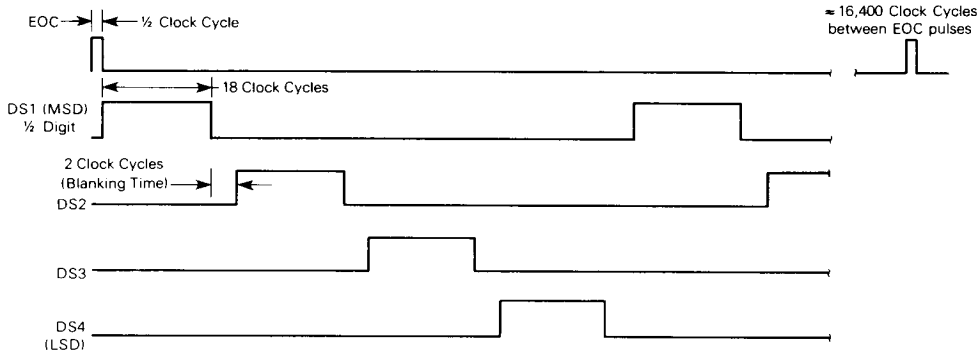 EOC
½ Clock Cycle
≈ 16,400 Clock Cycles
between EOC pulses
18 Clock Cycles
DS1 (MSD)
½ Digit
2 Clock Cycles
(Blanking Time)
DS2
DS3
DS4
(LSD)